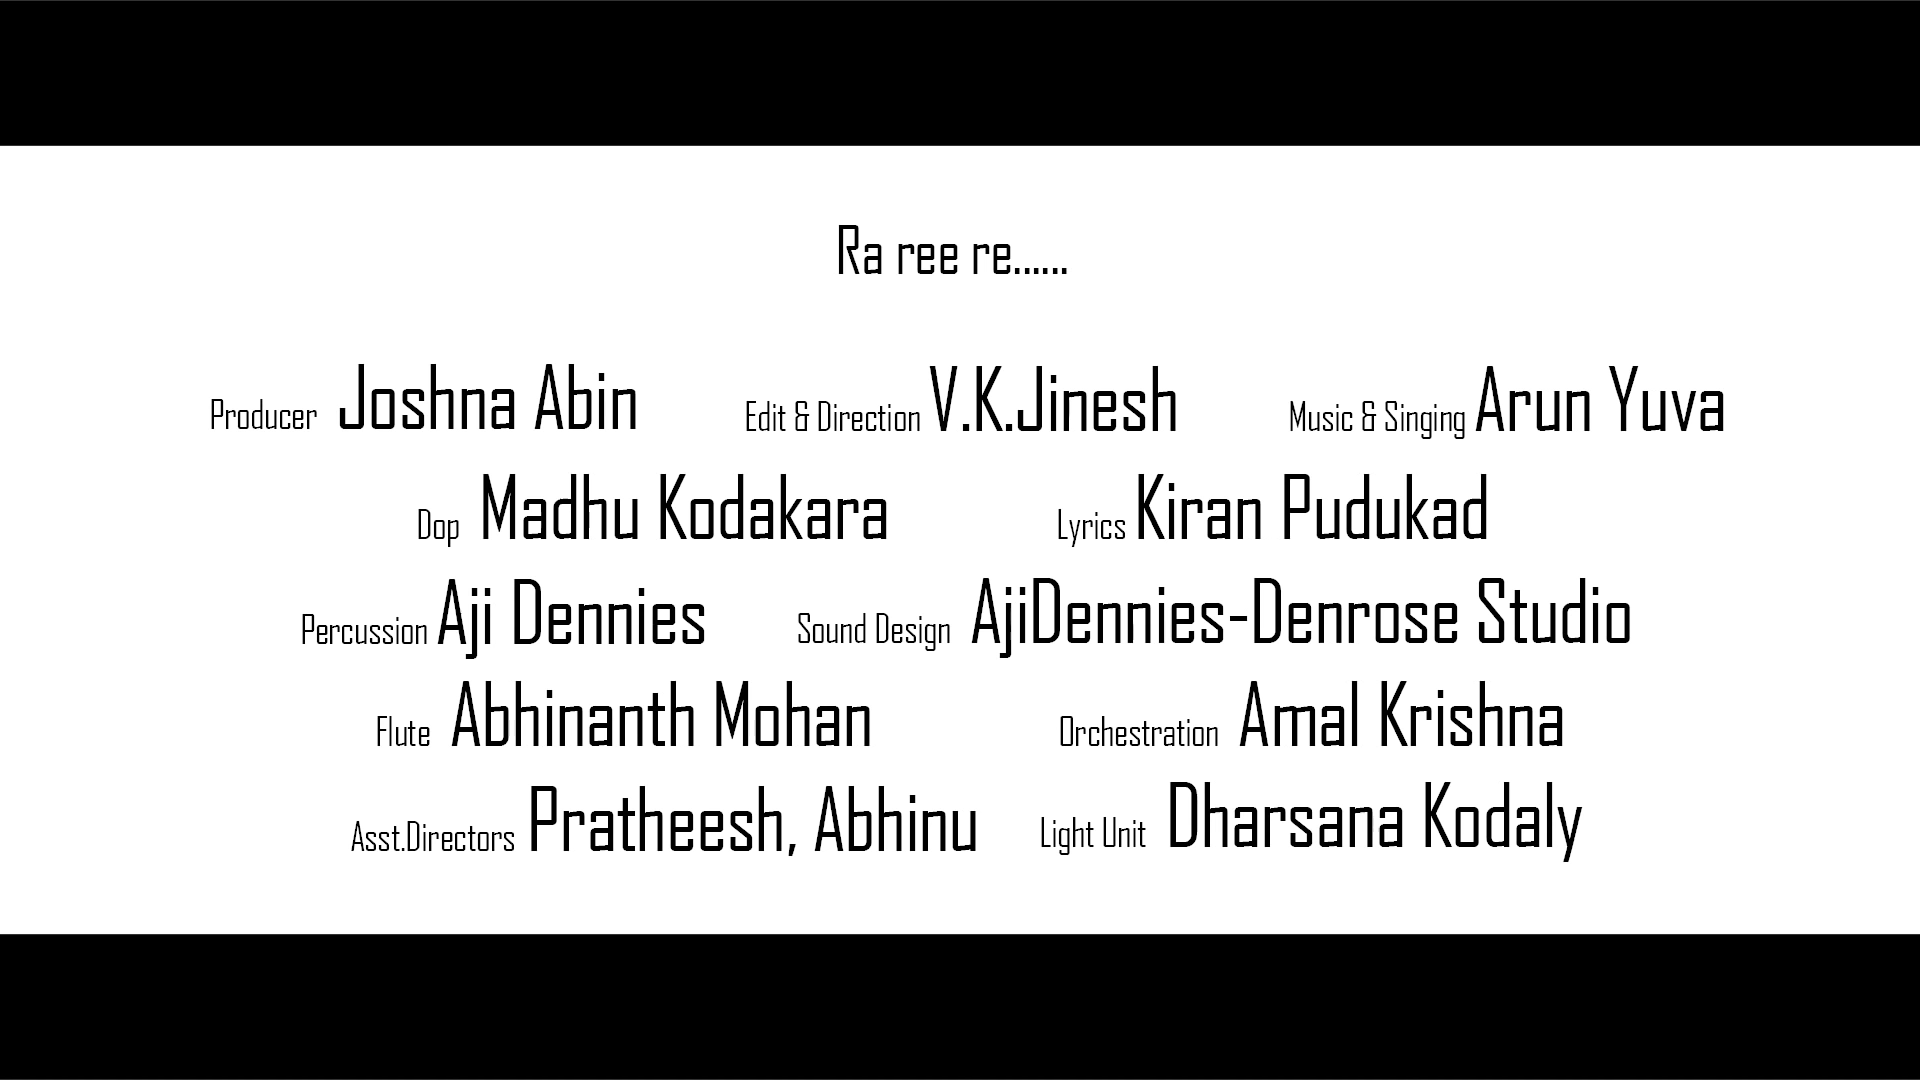 Ra ree re......
Producer Joshna Abin Edit & Direction V.K.Jinesh Music & Singing Arun Yuva
Dop Madhu Kodakara Lyrics Kiran Pudukad
Percussion Aji Dennies Sound Design AjiDennies-Denrose Studio
Flute Abhinanth Mohan Orchestration Amal Krishna
Asst.Directors Pratheesh, Abhinu Light Unit Dharsana Kodaly